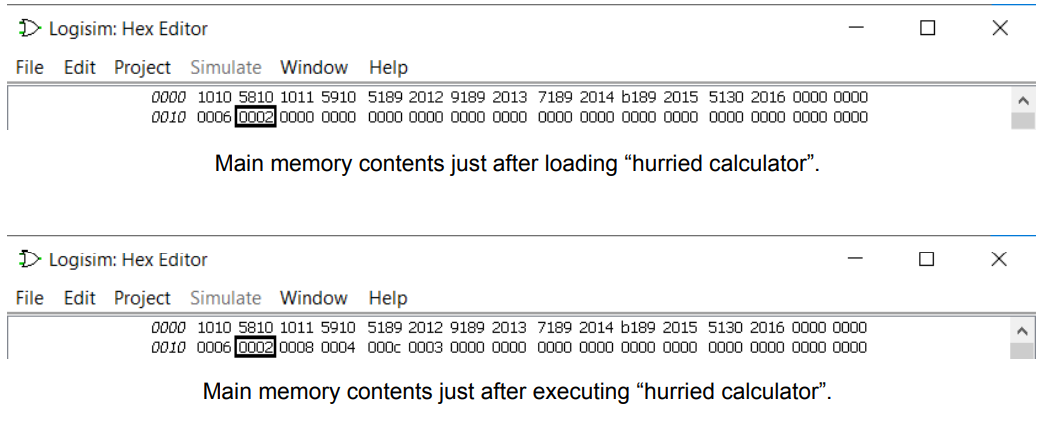 Logisim: Hex Editor
File Edit Project Simulate Window Help
0000 1010 5810 1011 5910 5189 2012 9189 2013 7189 2014 b189 2015 5130 2016 0000 0000
0010 0006 0002 0000 0000 0000 0000 0000 0000 0000 0000 0000 0000 0000 0000 0000 0000
Main memory contents just after loading “hurried calculator”.
Logisim: Hex Editor
File Edit Project Simulate Window Help
0000 1010 5810 1011 5910 5189 2012 9189 2013 7189 2014 b189 2015 5130 2016 0000 0000
0010 0006 0002 0008 0004 000c 0003 0000 0000 0000 0000 0000 0000 0000 0000 0000 0000
Main memory contents just after executing “hurried calculator”.